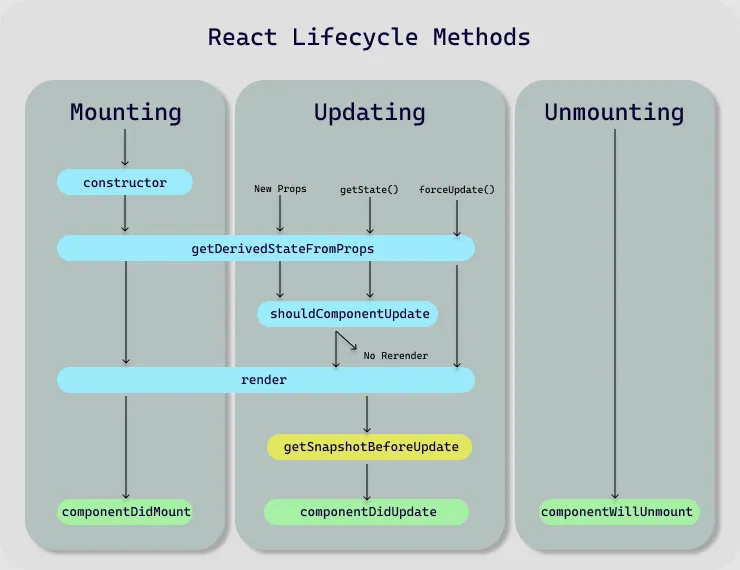 React Lifecycle Methods
Mounting
Updating
Unmounting
constructor
New Props
getState()
forceUpdate()
getDerivedStateFromProps
shouldComponentUpdate
No Rerender
render
getSnapshotBeforeUpdate
componentDidMount
componentDidUpdate
componentWillUnmount